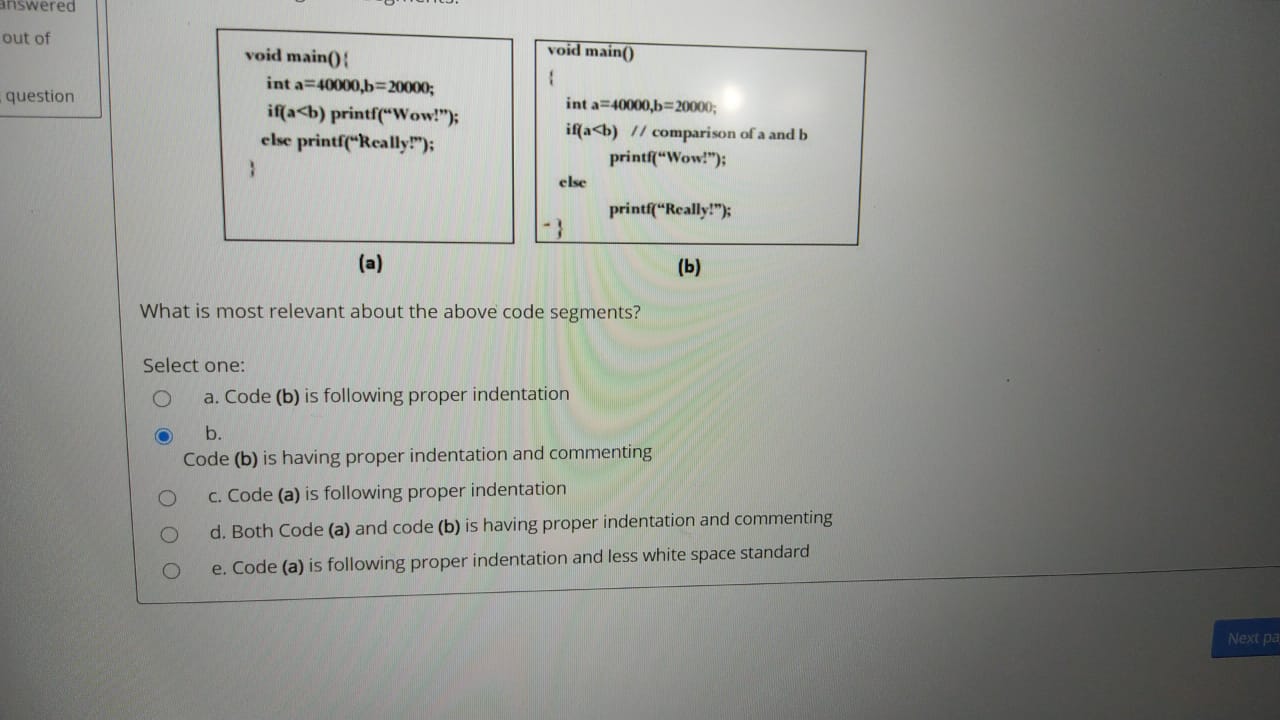 answered
out of
question
void main(){
int a=40000,b=20000;
if(a<b) printf("Wow!");
else printf("Really!");
}
(a)
void main()
{
int a=40000,b=20000;
if(a<b) // comparison of a and b
printf("Wow!");
else
printf("Really!");
- }
(b)
What is most relevant about the above code segments?
Select one:
a. Code (b) is following proper indentation
b.
Code (b) is having proper indentation and commenting
c. Code (a) is following proper indentation
d. Both Code (a) and code (b) is having proper indentation and commenting
e. Code (a) is following proper indentation and less white space standard
Next pa